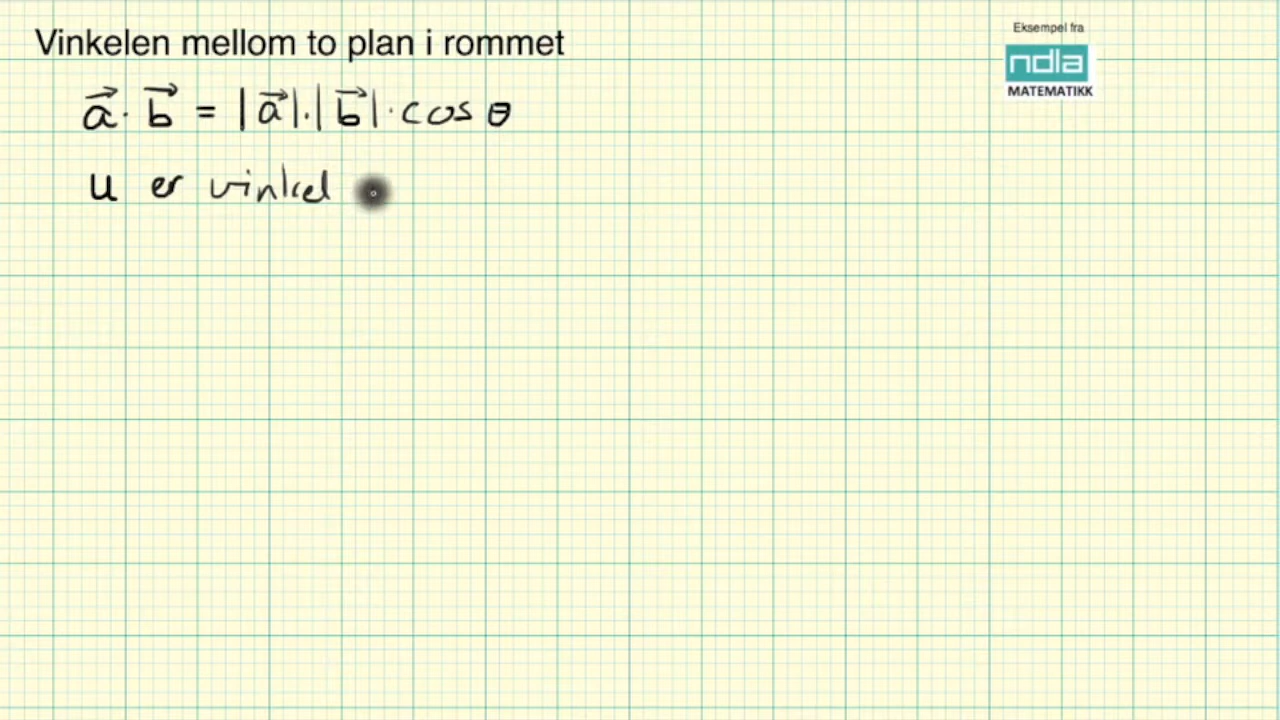 Vinkelen mellom to plan i rommet
Eksempel fra
ndla
MATEMATIKK
a⃗ · b⃗ = |a⃗| · |b⃗| · cos θ
u er vinkel